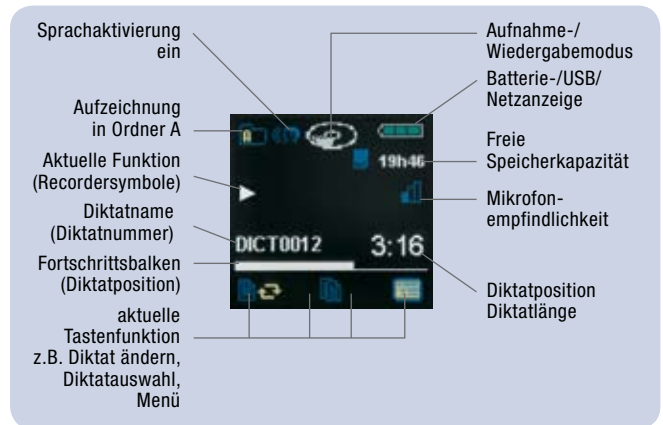 Sprachaktivierung
ein
Aufzeichnung
in Ordner A
Aktuelle Funktion
(Recordersymbole)
Diktatname
(Diktatnummer)
Fortschrittsbalken
(Diktatposition)
aktuelle
Tastenfunktion
z.B. Diktat ändern,
Diktatauswahl,
Menü
A
19h46
DICT0012
3:16
Aufnahme-/
Wiedergabemodus
Batterie-/USB/
Netzanzeige
Freie
Speicherkapazität
Mikrofon-
empfindlichkeit
Diktatposition
Diktatlänge